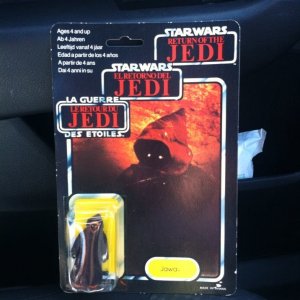 Ages 4 and up
Ab 4 Jahren
Leeftijd vanaf 4 jaar
Edad a partir de los 4 años
A partir de 4 ans
Dai 4 anni in su
STAR WARS
RETURN OF THE
JEDI
STAR WARS
EL RETORNO DEL
JEDI
LA GUERRE
LE RETOUR DU
JEDI
DES ETOILES
Jawa